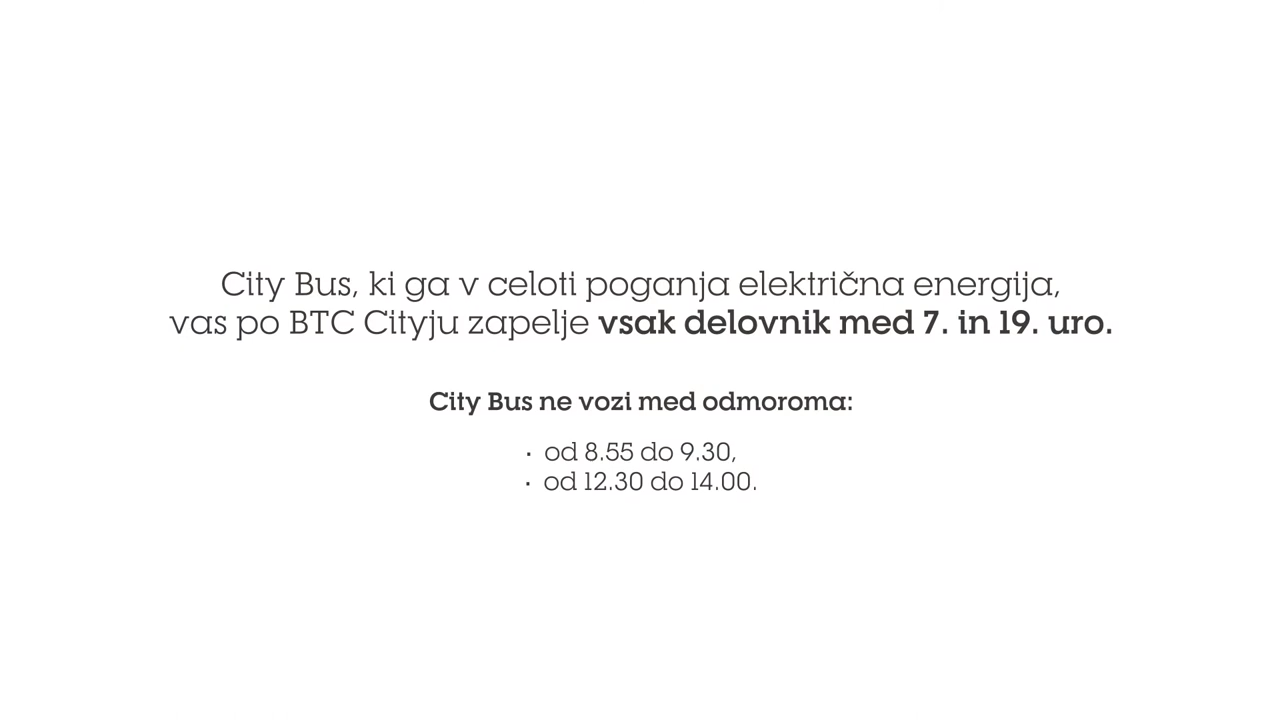 City Bus, ki ga v celoti poganja električna energija,
vas po BTC Cityju zapelje vsak delovnik med 7. in 19. uro.
City Bus ne vozi med odmoroma:
· od 8.55 do 9.30,
· od 12.30 do 14.00.